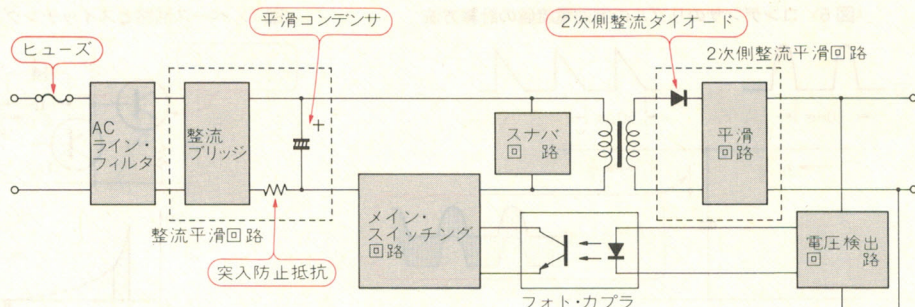 平滑コンデンサ
2次側整流ダイオード
ヒューズ
2次側整流平滑回路
AC
ライン・
フィルタ
整流
ブリッジ
+
スナバ
回路
平滑
回路
メイン・
スイッチング
回路
整流平滑回路
電圧検出
回路
突入防止抵抗
フォト・カプラ